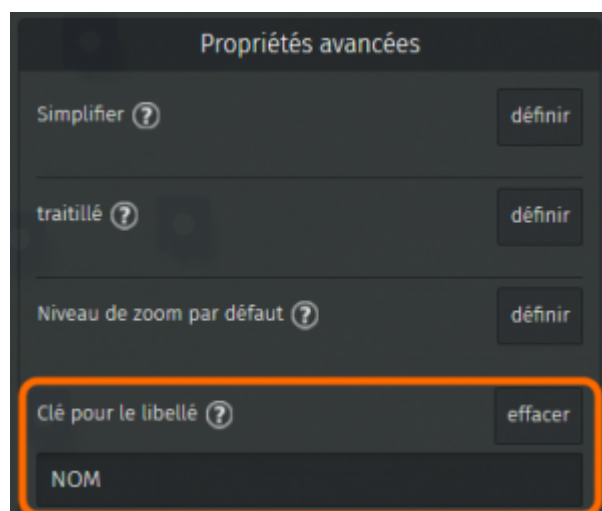 Propriétés avancées
Simplifier ? définir
traitillé ? définir
Niveau de zoom par défaut ? définir
Clé pour le libellé ? effacer
NOM